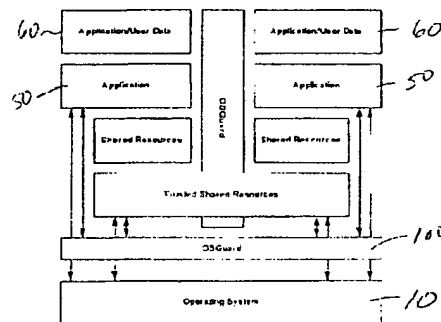 60 Application/User Data Application/User Data 60
50 Application Application 50
OSGuard
Shared Resources Shared Resources
Trusted Shared Resources
OSGuard 100
Operating System 10